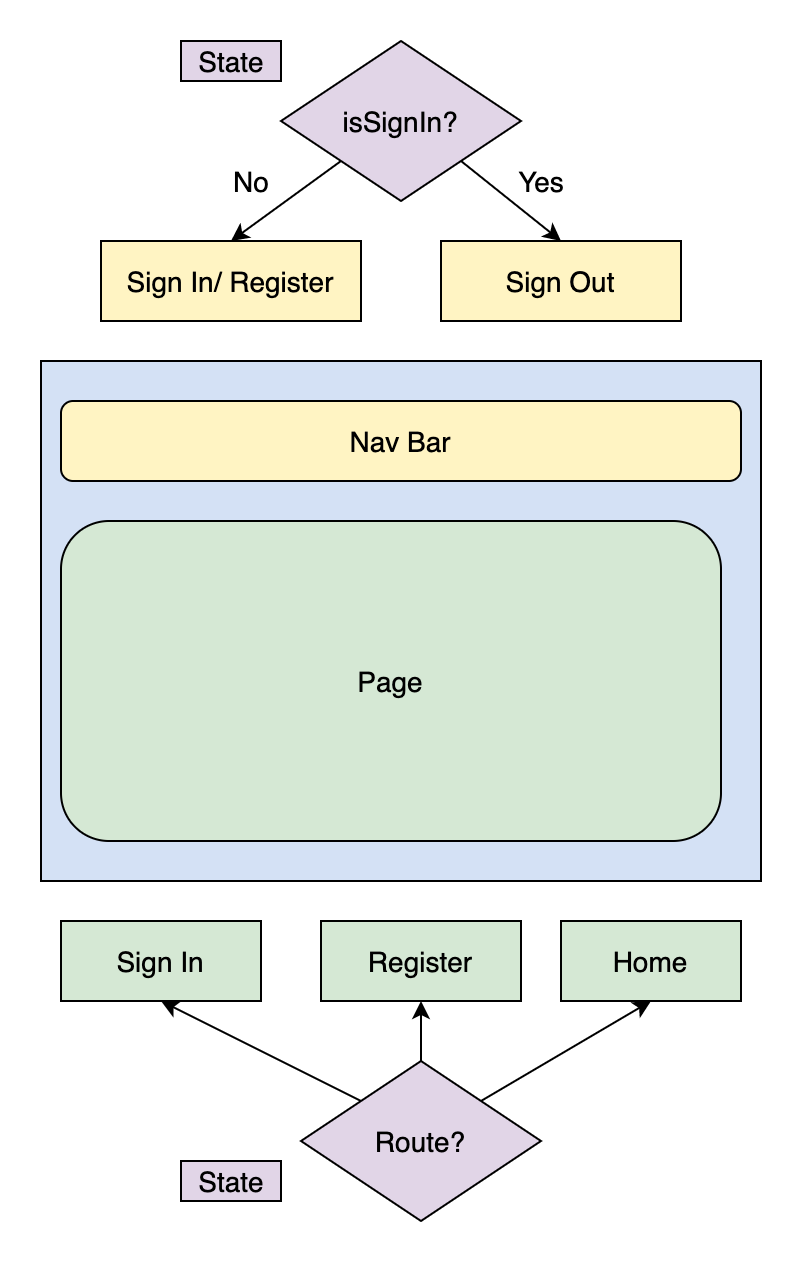 State
isSignIn?
No
Yes
Sign In/ Register
Sign Out
Nav Bar
Page
Sign In
Register
Home
Route?
State